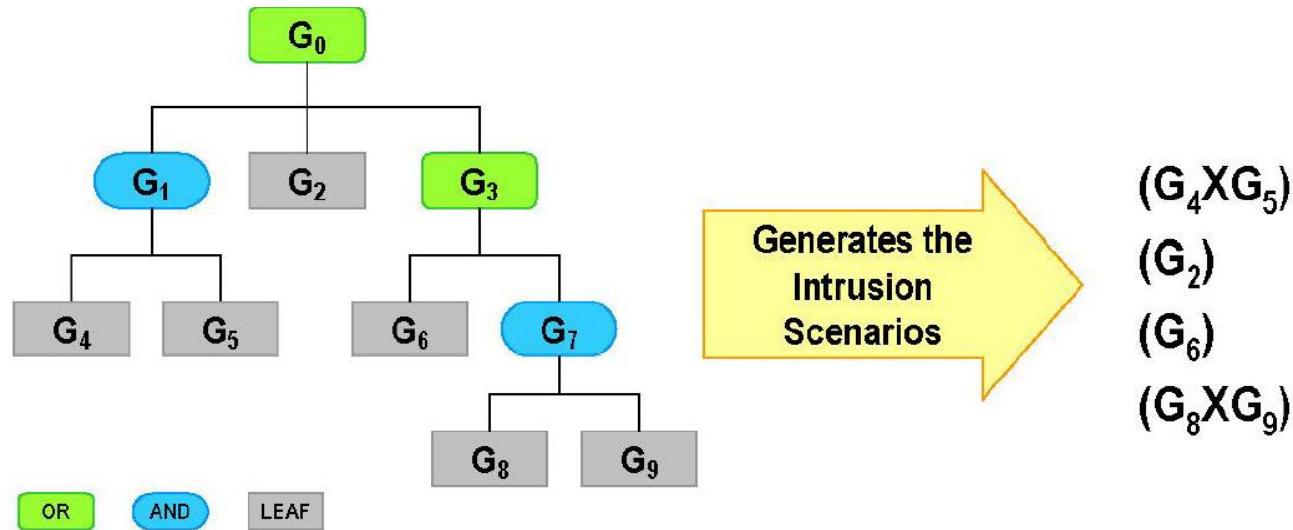 G₀
G₁ G₂ G₃
G₄ G₅ G₆ G₇
G₈ G₉
OR AND LEAF
Generates the
Intrusion
Scenarios
(G₄XG₅)
(G₂)
(G₆)
(G₈XG₉)